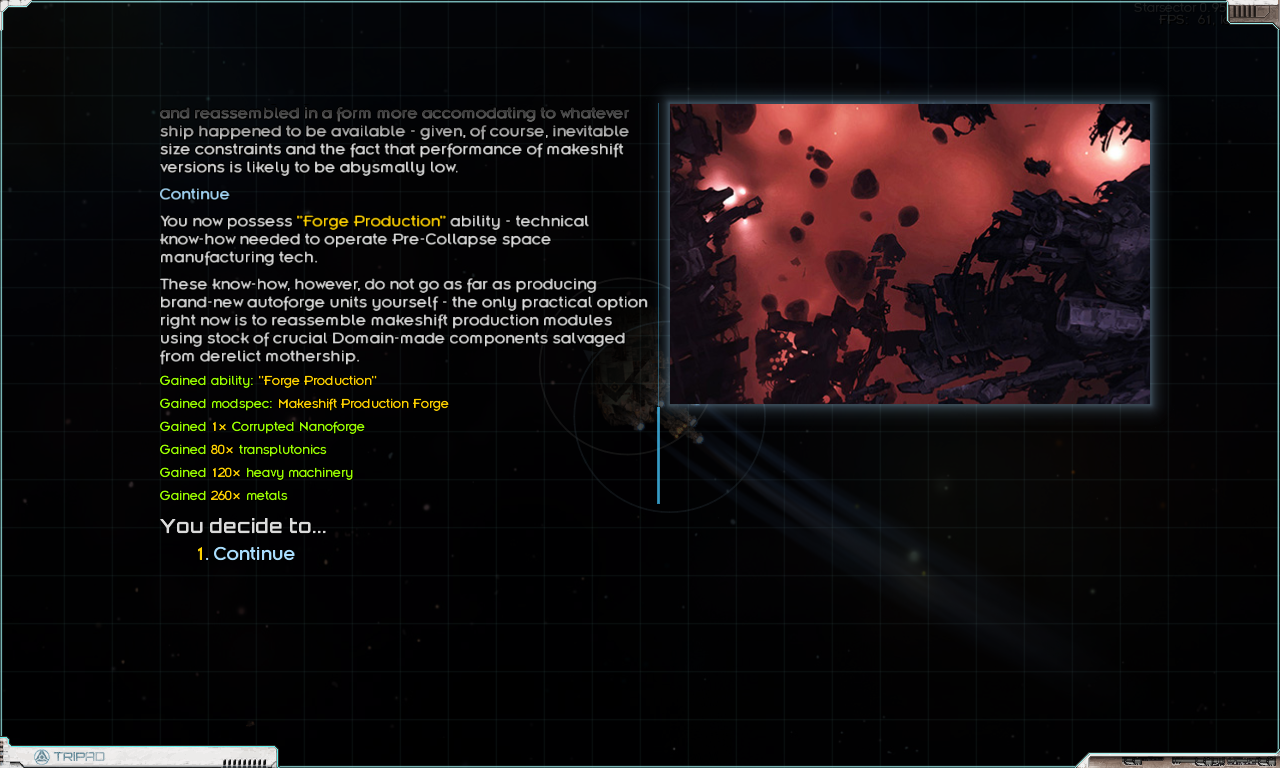 Starsector 0.95
FPS: 61,
and reassembled in a form more accomodating to whatever
ship happened to be available - given, of course, inevitable
size constraints and the fact that performance of makeshift
versions is likely to be abysmally low.
Continue
You now possess "Forge Production" ability - technical
know-how needed to operate Pre-Collapse space
manufacturing tech.
These know-how, however, do not go as far as producing
brand-new autoforge units yourself - the only practical option
right now is to reassemble makeshift production modules
using stock of crucial Domain-made components salvaged
from derelict mothership.
Gained ability: "Forge Production"
Gained modspec: Makeshift Production Forge
Gained 1× Corrupted Nanoforge
Gained 80× transplutonics
Gained 120× heavy machinery
Gained 260× metals
You decide to...
1. Continue
TRIPAD